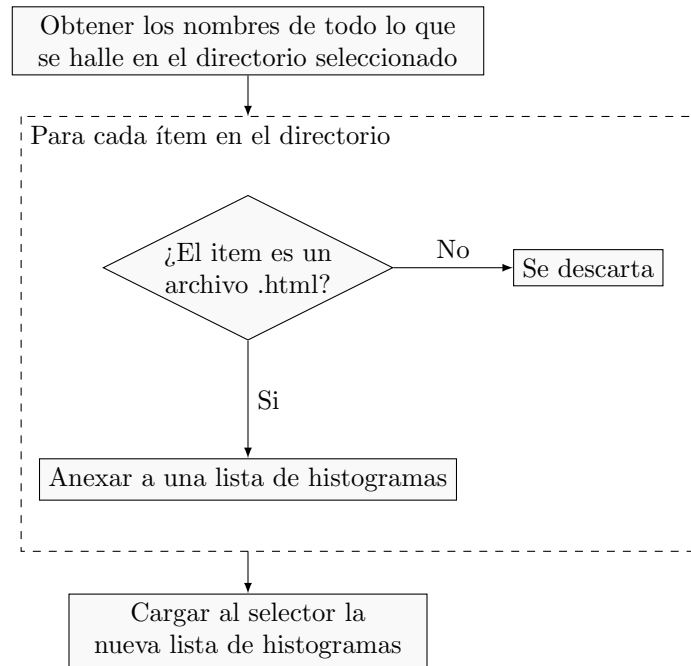 Obtener los nombres de todo lo que
se halle en el directorio seleccionado
Para cada ítem en el directorio
¿El item es un
archivo .html?
No
Se descarta
Si
Anexar a una lista de histogramas
Cargar al selector la
nueva lista de histogramas